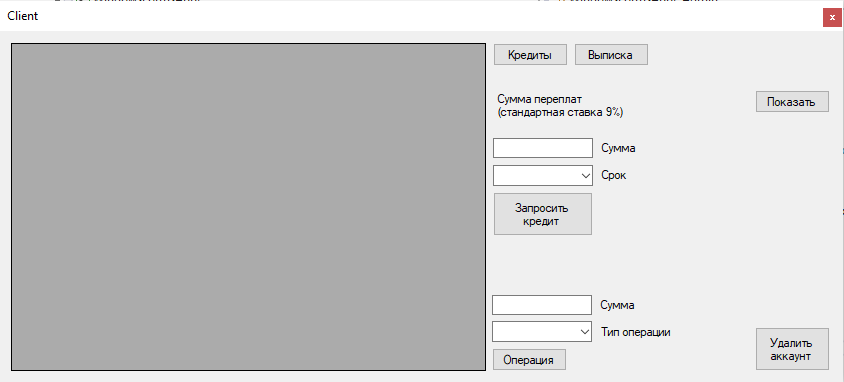 Client
x
Кредиты Выписка
Сумма переплат
(стандартная ставка 9%)
Показать
Сумма
Срок
Запросить
кредит
Сумма
Тип операции
Операция
Удалить
аккаунт